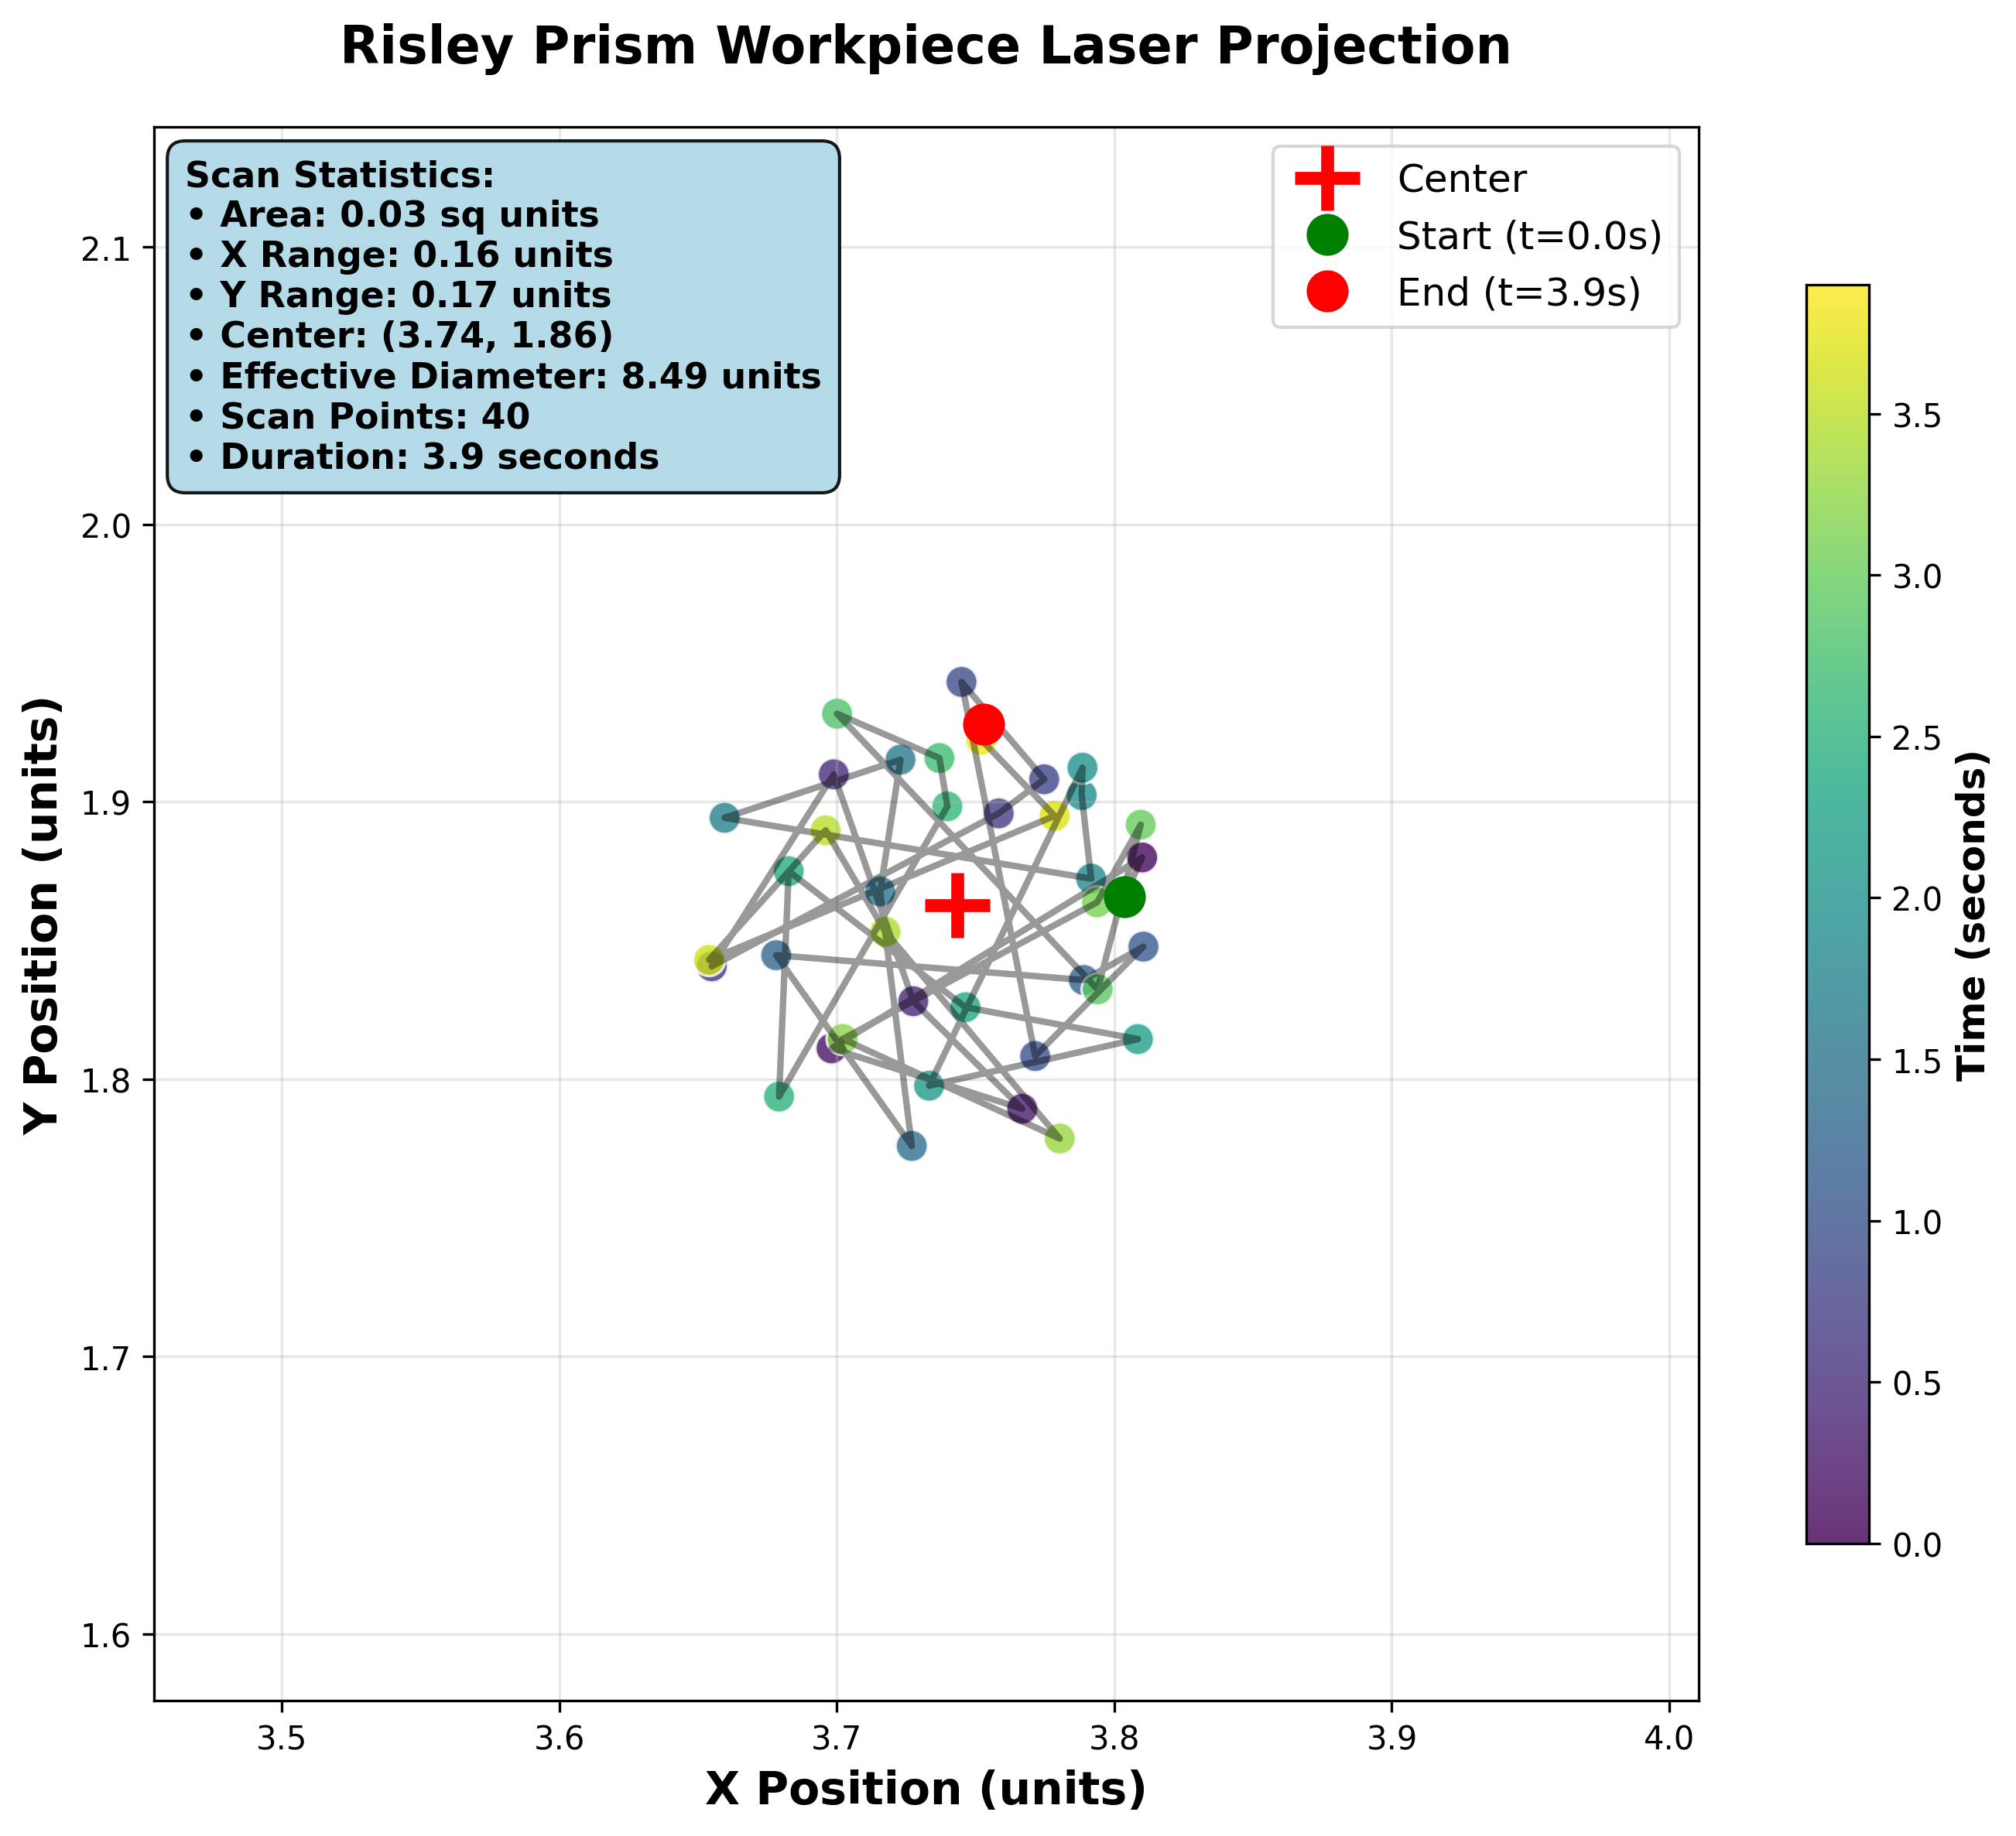 Risley Prism Workpiece Laser Projection
Scan Statistics:
• Area: 0.03 sq units
• X Range: 0.16 units
• Y Range: 0.17 units
• Center: (3.74, 1.86)
• Effective Diameter: 8.49 units
• Scan Points: 40
• Duration: 3.9 seconds
Center
Start (t=0.0s)
End (t=3.9s)
2.1
2.0
1.9
1.8
1.7
1.6
Y Position (units)
3.5
3.6
3.7
3.8
3.9
4.0
X Position (units)
3.5
3.0
2.5
2.0
1.5
1.0
0.5
0.0
Time (seconds)